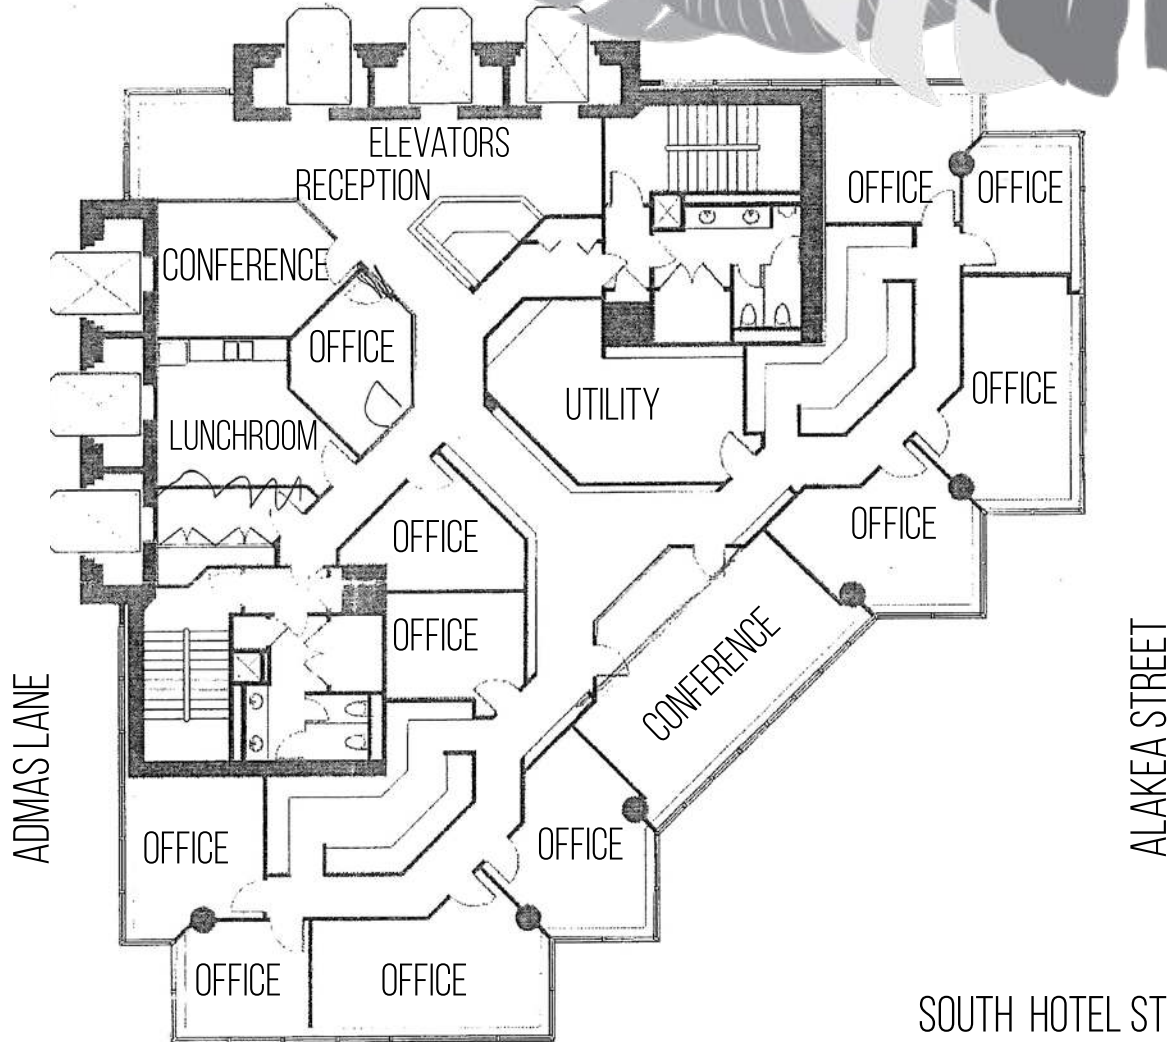 ELEVATORS
RECEPTION
OFFICE
OFFICE
CONFERENCE
OFFICE
OFFICE
UTILITY
LUNCHROOM
OFFICE
OFFICE
OFFICE
CONFERENCE
ADMAS LANE
ALAKEA STREET
OFFICE
OFFICE
OFFICE
OFFICE
SOUTH HOTEL ST